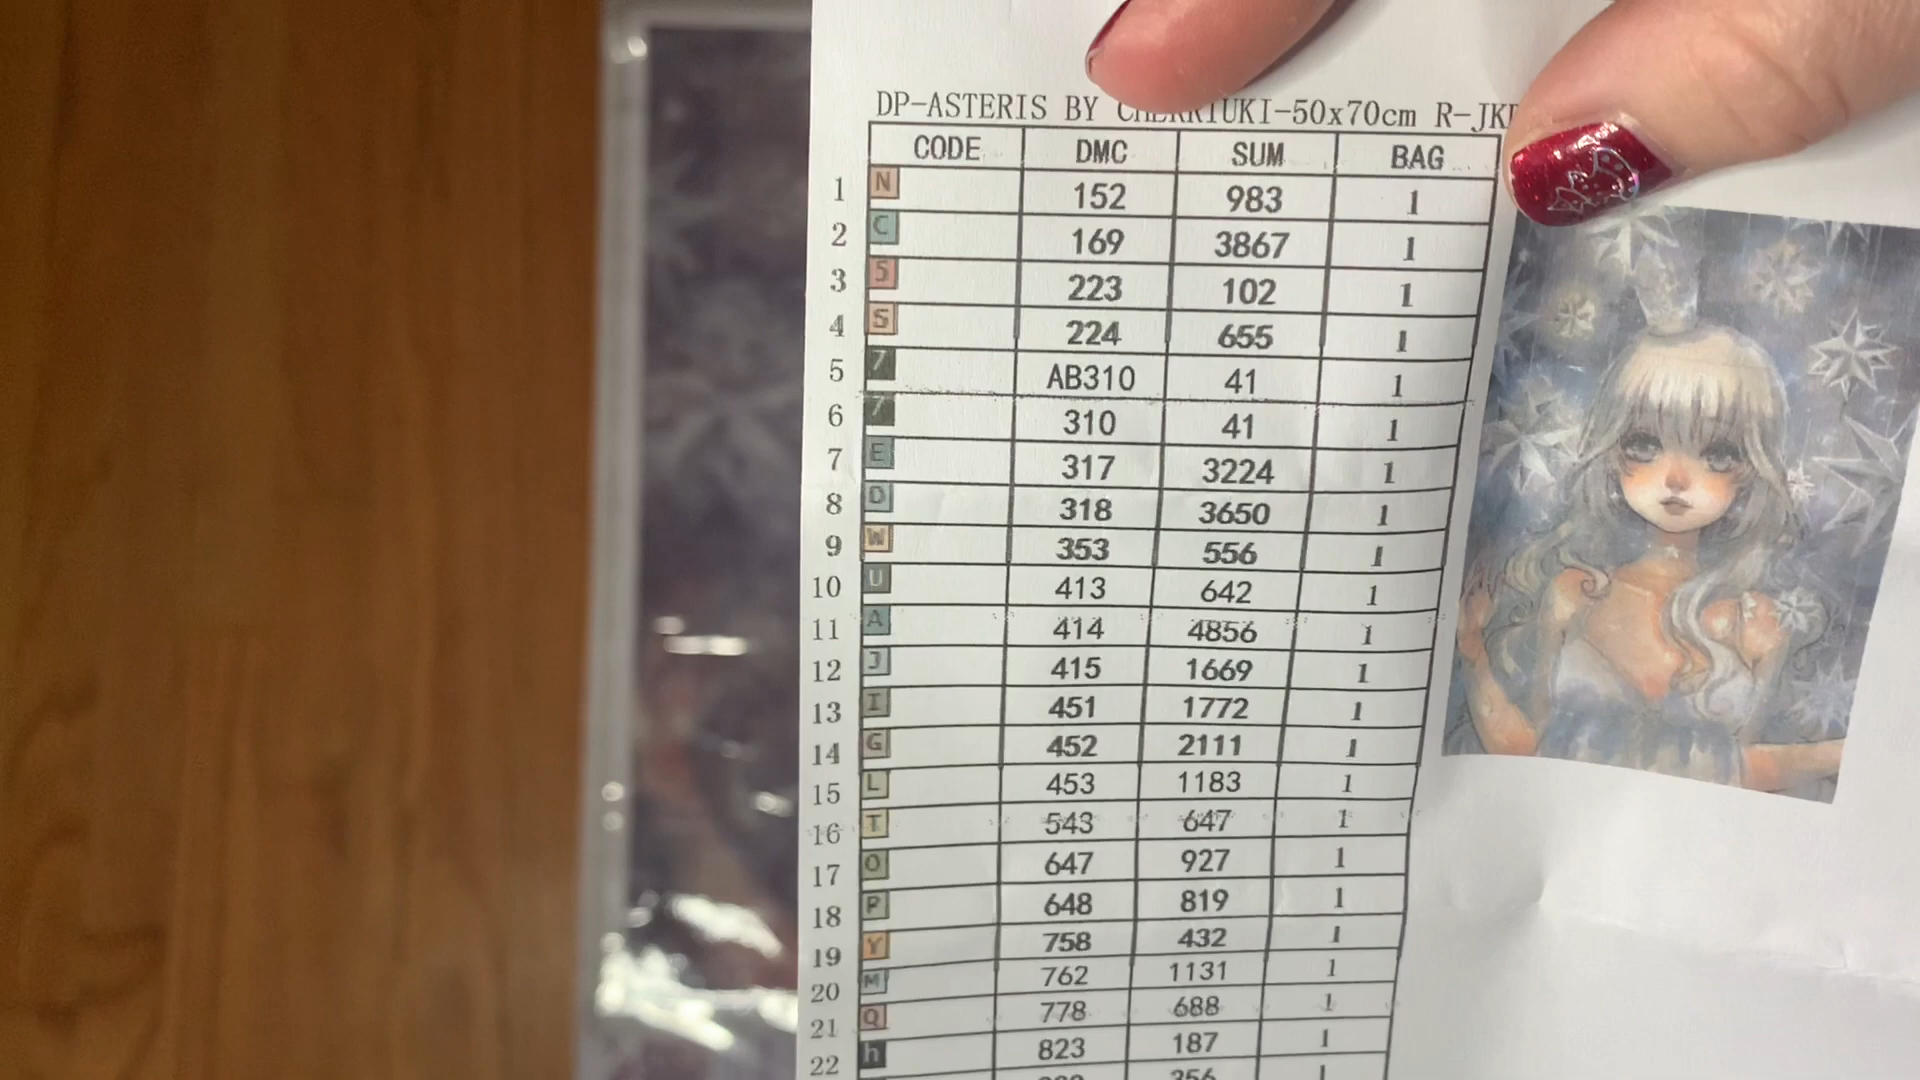 DP-ASTERIS BY CHERRIUKI-50x70cm R-JK
CODE DMC SUM BAG
1 N 152 983 1
2 C 169 3867 1
3 5 223 102 1
4 S 224 655 1
5 7 AB310 41 1
6 7 310 41 1
7 E 317 3224 1
8 D 318 3650 1
9 W 353 556 1
10 U 413 642 1
11 A 414 4856 1
12 J 415 1669 1
13 I 451 1772 1
14 G 452 2111 1
15 L 453 1183 1
16 T 543 647 1
17 O 647 927 1
18 P 648 819 1
19 Y 758 432 1
20 M 762 1131 1
21 Q 778 688 1
22 h 823 187 1
356 1